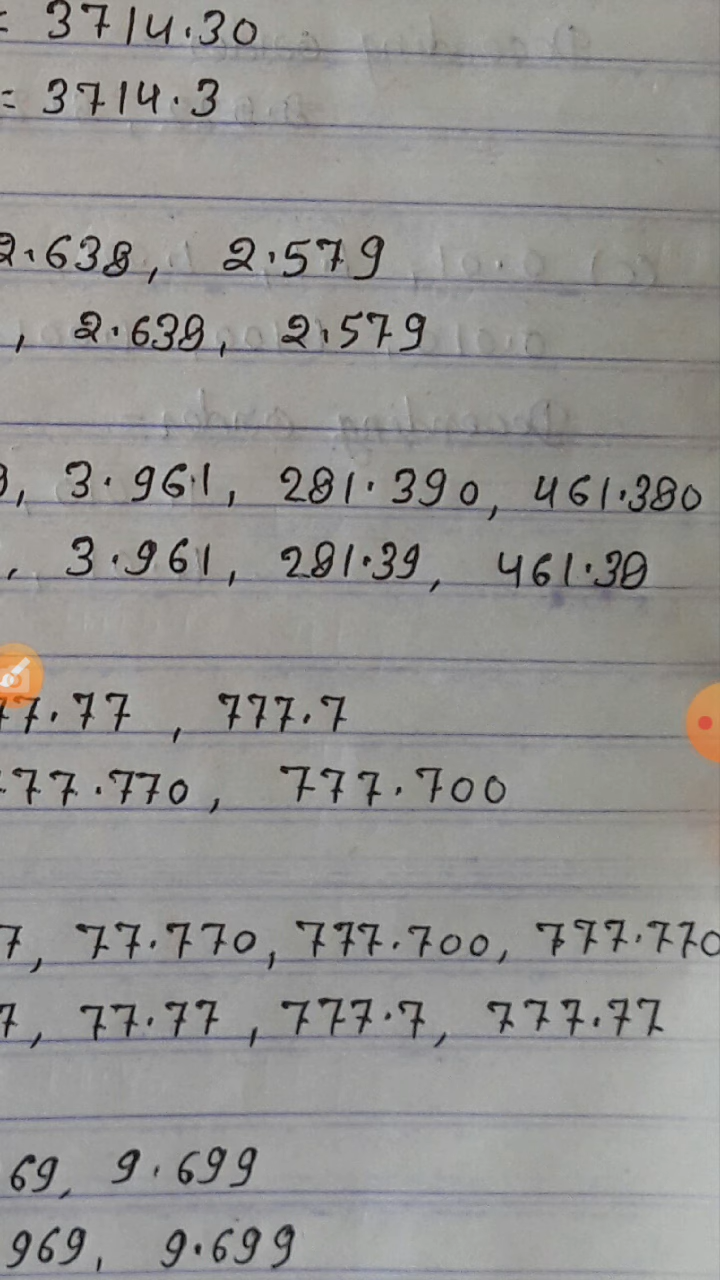 = 3714.30
= 3714.3
2.638, 2.579
, 2.638, 2.579
, 3.961, 281.390, 461.380
, 3.961, 281.39, 461.38
77.77, 777.7
777.770, 777.700
7, 77.770, 777.700, 777.770
7, 77.77, 777.7, 777.77
69, 9.699
969, 9.699